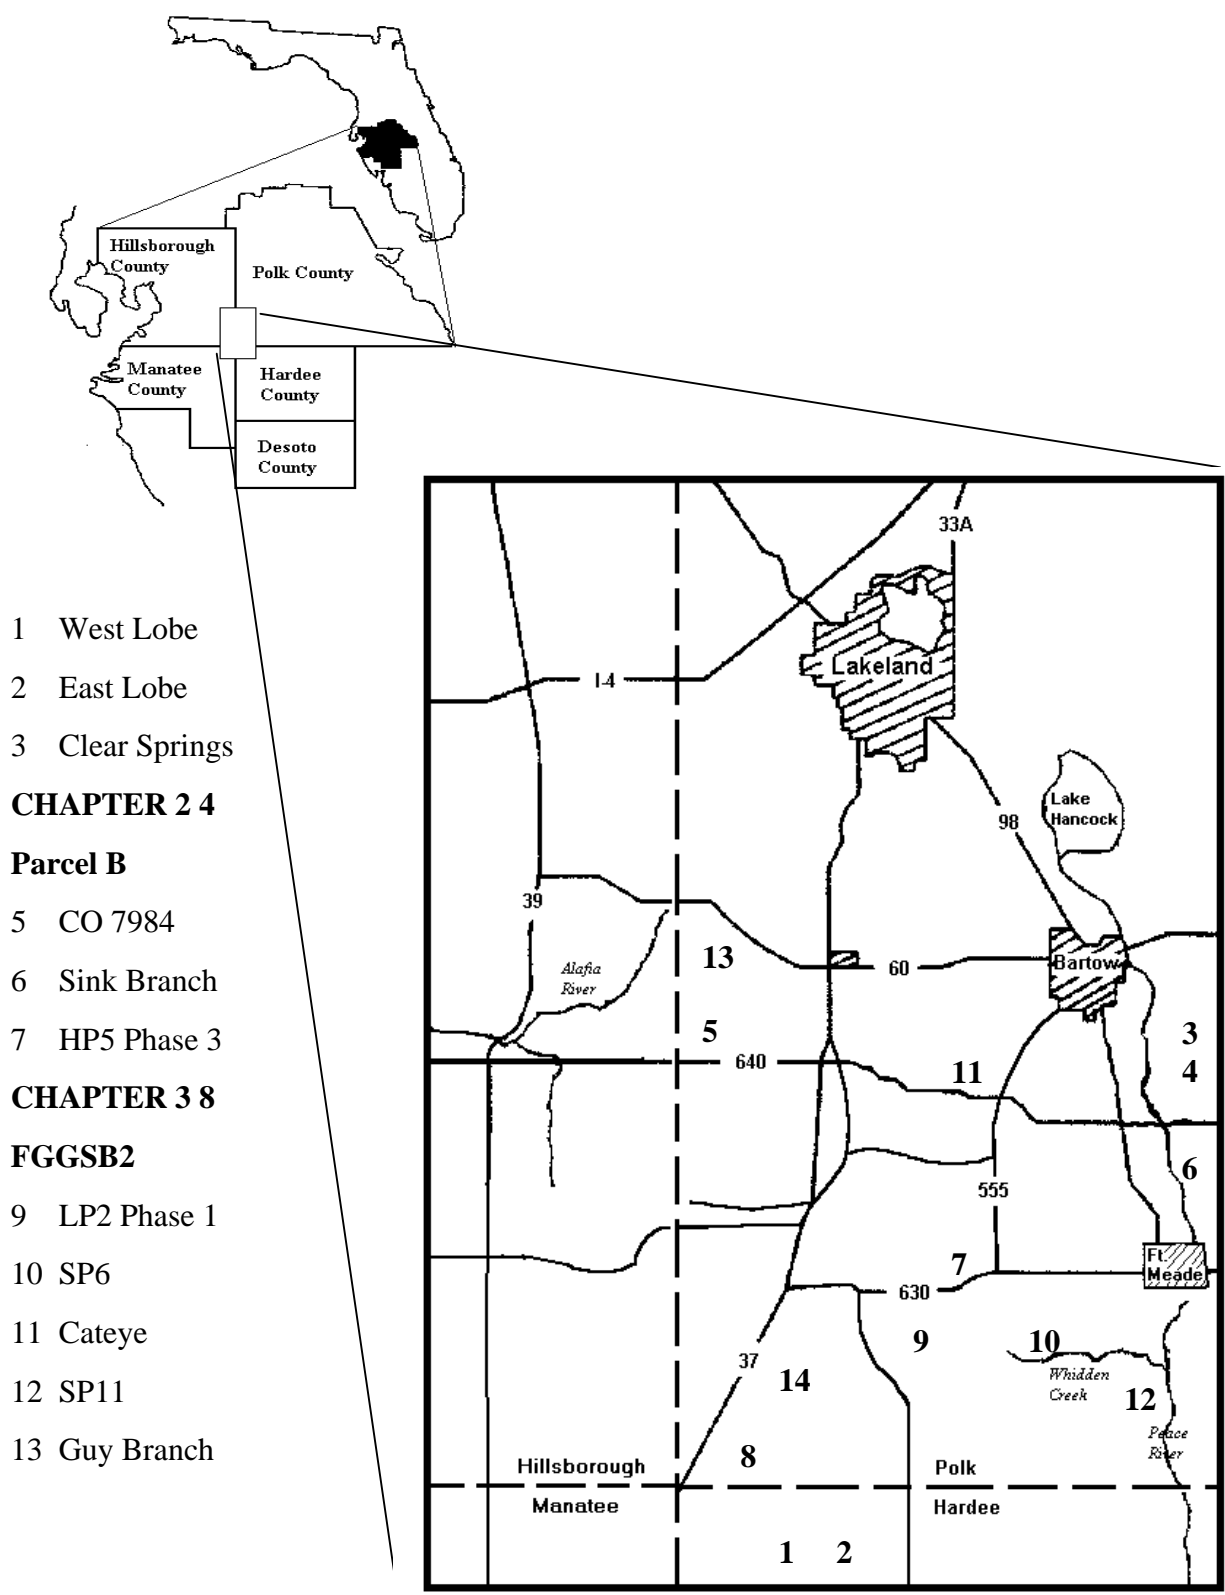 Hillsborough
County
Polk County
Manatee
County
Hardee
County
Desoto
County
1 West Lobe
2 East Lobe
3 Clear Springs
CHAPTER 2 4
Parcel B
5 CO 7984
6 Sink Branch
7 HP5 Phase 3
CHAPTER 3 8
FGGSB2
9 LP2 Phase 1
10 SP6
11 Cateye
12 SP11
13 Guy Branch
33A
Lakeland
I-4
Lake
Hancock
98
39
13
Alafia
River
60
Bartow
5
3
640
11
4
6
555
7
Ft.
Meade
630
9
10
37
14
Whidden
Creek
12
Peace
River
8
Hillsborough
Polk
Manatee
Hardee
1
2